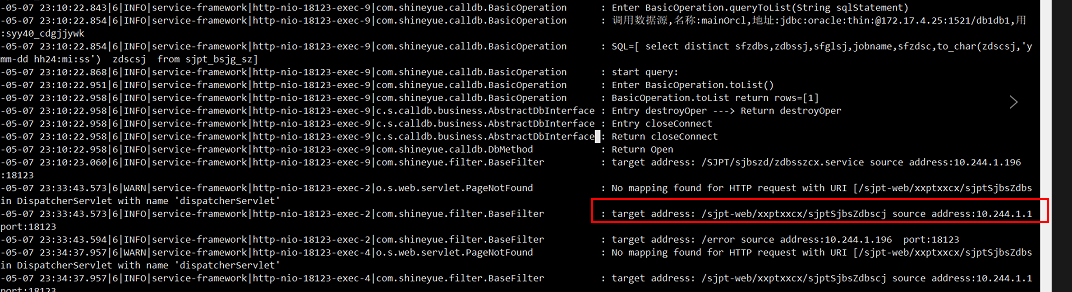 -05-07 23:10:22.843|6|INFO|service-framework|http-nio-18123-exec-9|com.shineyue.calldb.BasicOperation : Enter BasicOperation.queryToList(String sqlStatement)
-05-07 23:10:22.854|6|INFO|service-framework|http-nio-18123-exec-9|com.shineyue.calldb.BasicOperation : 调用数据源,名称:mainOrcl,地址:jdbc:oracle:thin:@172.17.4.25:1521/db1db1,用
:syy40_cdgjjywk
-05-07 23:10:22.854|6|INFO|service-framework|http-nio-18123-exec-9|com.shineyue.calldb.BasicOperation : SQL=[ select distinct sfzdbs,zdbssj,sfglsj,jobname,sfzdsc,to_char(zdscsj,'y
ymm-dd hh24:mi:ss') zdscsj from sjpt_bsjg_sz]
-05-07 23:10:22.868|6|INFO|service-framework|http-nio-18123-exec-9|com.shineyue.calldb.BasicOperation : start query:
-05-07 23:10:22.951|6|INFO|service-framework|http-nio-18123-exec-9|com.shineyue.calldb.BasicOperation : Enter BasicOperation.toList()
-05-07 23:10:22.958|6|INFO|service-framework|http-nio-18123-exec-9|com.shineyue.calldb.BasicOperation : BasicOperation.toList return rows=[1]
-05-07 23:10:22.958|6|INFO|service-framework|http-nio-18123-exec-9|c.s.calldb.business.AbstractDbInterface : Entry destroyOper ---> Return destroyOper
-05-07 23:10:22.958|6|INFO|service-framework|http-nio-18123-exec-9|c.s.calldb.business.AbstractDbInterface : Entry closeConnect
-05-07 23:10:22.958|6|INFO|service-framework|http-nio-18123-exec-9|c.s.calldb.business.AbstractDbInterface : Return closeConnect
-05-07 23:10:22.958|6|INFO|service-framework|http-nio-18123-exec-9|com.shineyue.calldb.DbMethod : Return Open
-05-07 23:10:23.060|6|INFO|service-framework|http-nio-18123-exec-9|com.shineyue.filter.BaseFilter : target address: /SJPT/sjbszd/zdbsszcx.service source address:10.244.1.196
:18123
-05-07 23:33:43.573|6|WARN|service-framework|http-nio-18123-exec-2|o.s.web.servlet.PageNotFound : No mapping found for HTTP request with URI [/sjpt-web/xxptxxcx/sjptSjbsZdbs
in DispatcherServlet with name 'dispatcherServlet'
-05-07 23:33:43.573|6|INFO|service-framework|http-nio-18123-exec-2|com.shineyue.filter.BaseFilter : target address: /sjpt-web/xxptxxcx/sjptSjbsZdbscj source address:10.244.1.1
port:18123
-05-07 23:33:43.594|6|INFO|service-framework|http-nio-18123-exec-2|com.shineyue.filter.BaseFilter : target address: /error source address:10.244.1.196 port:18123
-05-07 23:34:37.957|6|WARN|service-framework|http-nio-18123-exec-4|o.s.web.servlet.PageNotFound : No mapping found for HTTP request with URI [/sjpt-web/xxptxxcx/sjptSjbsZdbs
in DispatcherServlet with name 'dispatcherServlet'
-05-07 23:34:37.957|6|INFO|service-framework|http-nio-18123-exec-4|com.shineyue.filter.BaseFilter : target address: /sjpt-web/xxptxxcx/sjptSjbsZdbscj source address:10.244.1.1
port:18123